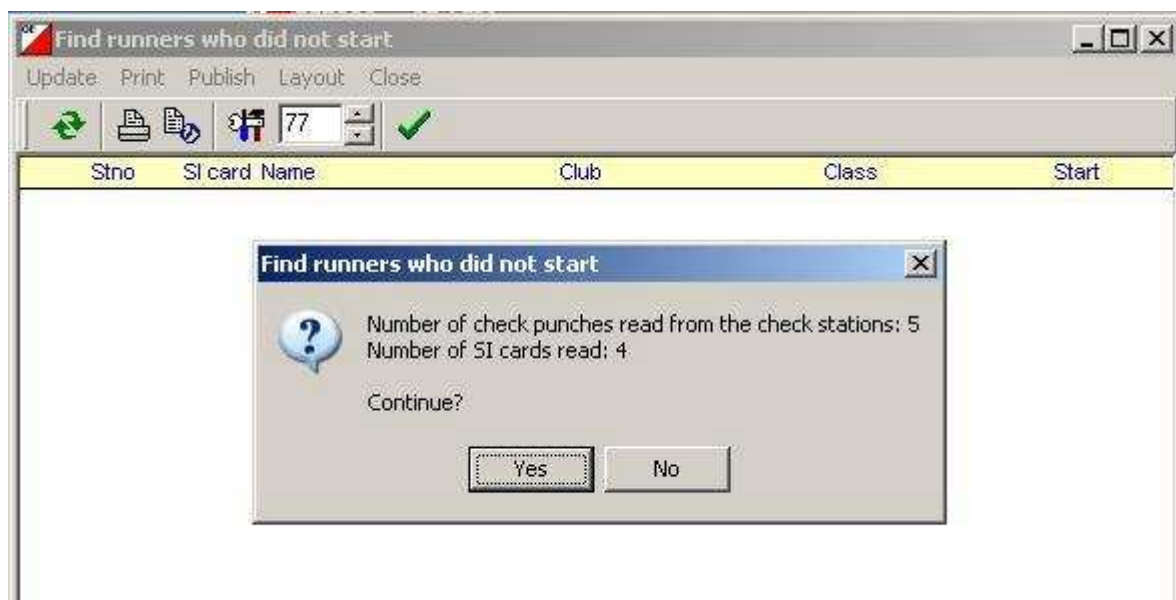 Find runners who did not start
Update Print Publish Layout Close
77
Stno SI card Name Club Class Start
Find runners who did not start
Number of check punches read from the check stations: 5
Number of SI cards read: 4
Continue?
Yes No